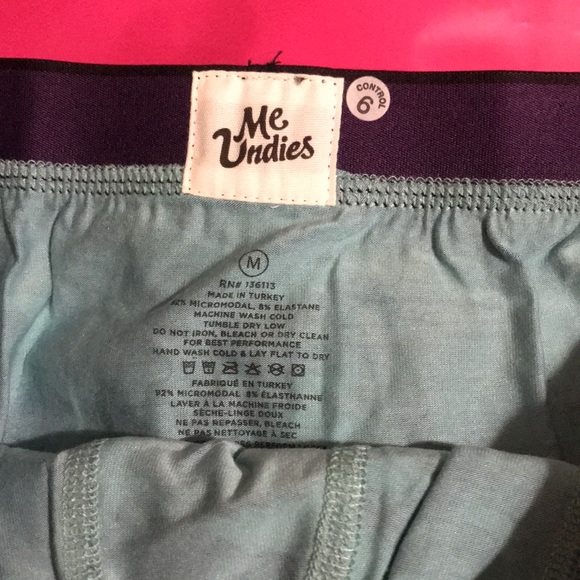 Me
Undies
CONTROL
6
M
RN# 136113
MADE IN TURKEY
92% MICROMODAL, 8% ELASTANE
MACHINE WASH COLD
TUMBLE DRY LOW
DO NOT IRON, BLEACH OR DRY CLEAN
FOR BEST PERFORMANCE
HAND WASH COLD & LAY FLAT TO DRY
FABRIQUÉ EN TURKEY
92% MICROMODAL 8% ÉLASTHANNE
LAVER À LA MACHINE FROIDE
SÈCHE-LINGE DOUX
NE PAS REPASSER, BLEACH
NE PAS NETTOYAGE À SEC